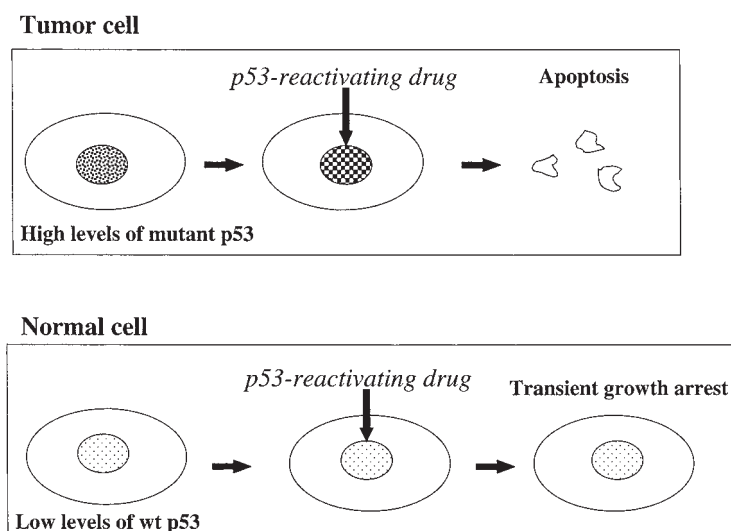 Tumor cell
p53-reactivating drug
Apoptosis
High levels of mutant p53
Normal cell
p53-reactivating drug
Transient growth arrest
Low levels of wt p53